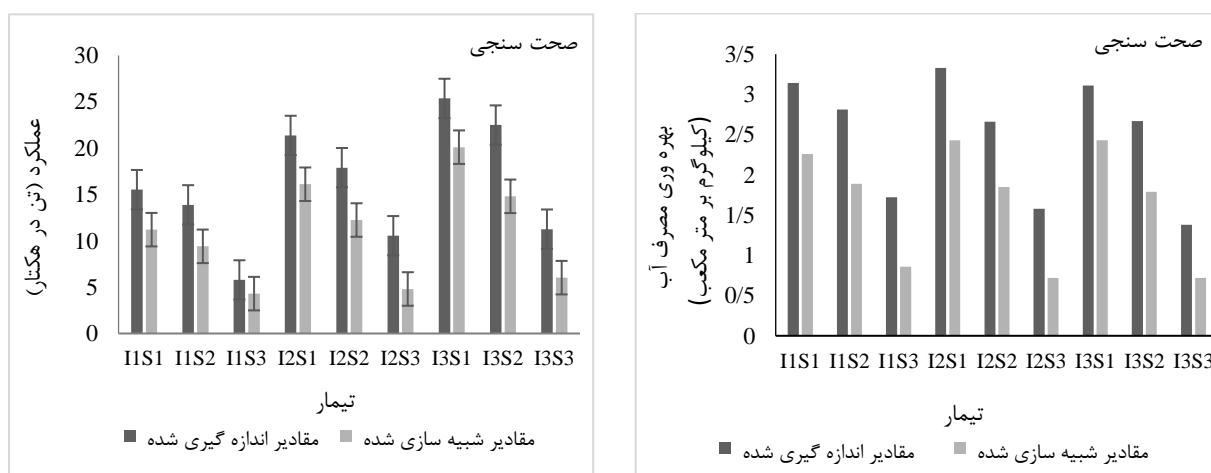 صحت سنجی
30
25
20
15
10
5
0
عملکرد (تن در هکتار)
I1S1 I1S2 I1S3 I2S1 I2S2 I2S3 I3S1 I3S2 I3S3
تیمار
مقادیر اندازه گیری شده
مقادیر شبیه سازی شده
صحت سنجی
3/5
3
2/5
2
1/5
1
0/5
0
بهره وری مصرف آب
(کیلوگرم بر متر مکعب)
I1S1 I1S2 I1S3 I2S1 I2S2 I2S3 I3S1 I3S2 I3S3
تیمار
مقادیر اندازه گیری شده
مقادیر شبیه سازی شده